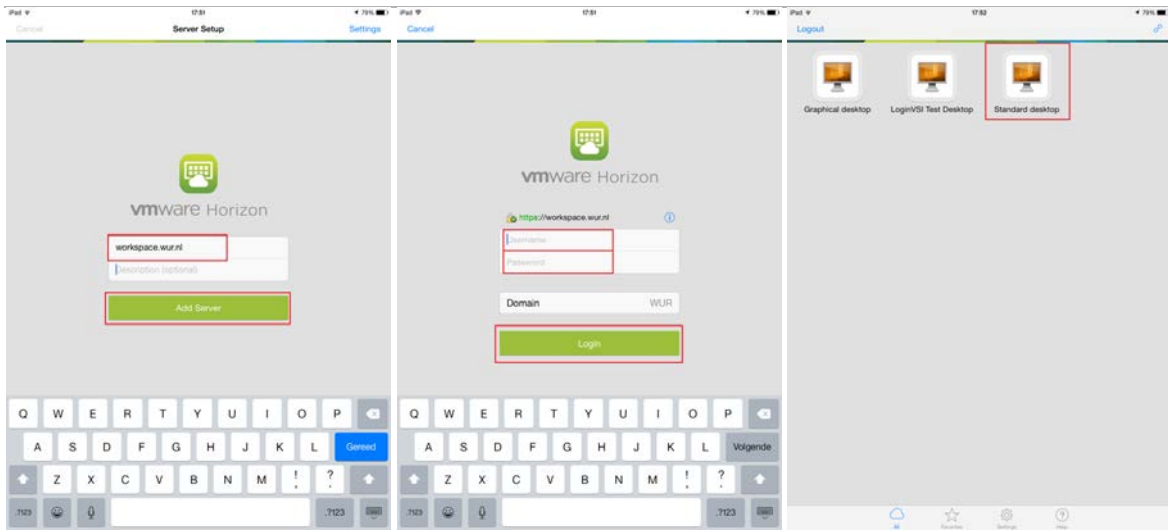 iPad 17:51 79%
Cancel Server Setup Settings
vmware Horizon
workspace.wur.nl
Description (optional)
Add Server
Q W E R T Y U I O P
A S D F G H J K L Gereed
Z X C V B N M ! , ? .
.?123 .?123
iPad 17:51 79%
Cancel
vmware Horizon
https://workspace.wur.nl
Username
Password
Domain WUR
Login
Q W E R T Y U I O P
A S D F G H J K L Volgende
Z X C V B N M ! , ? .
.?123 .?123
iPad 17:52 79%
Logout
Graphical desktop LoginVSI Test Desktop Standard desktop
All Favorites Settings Help